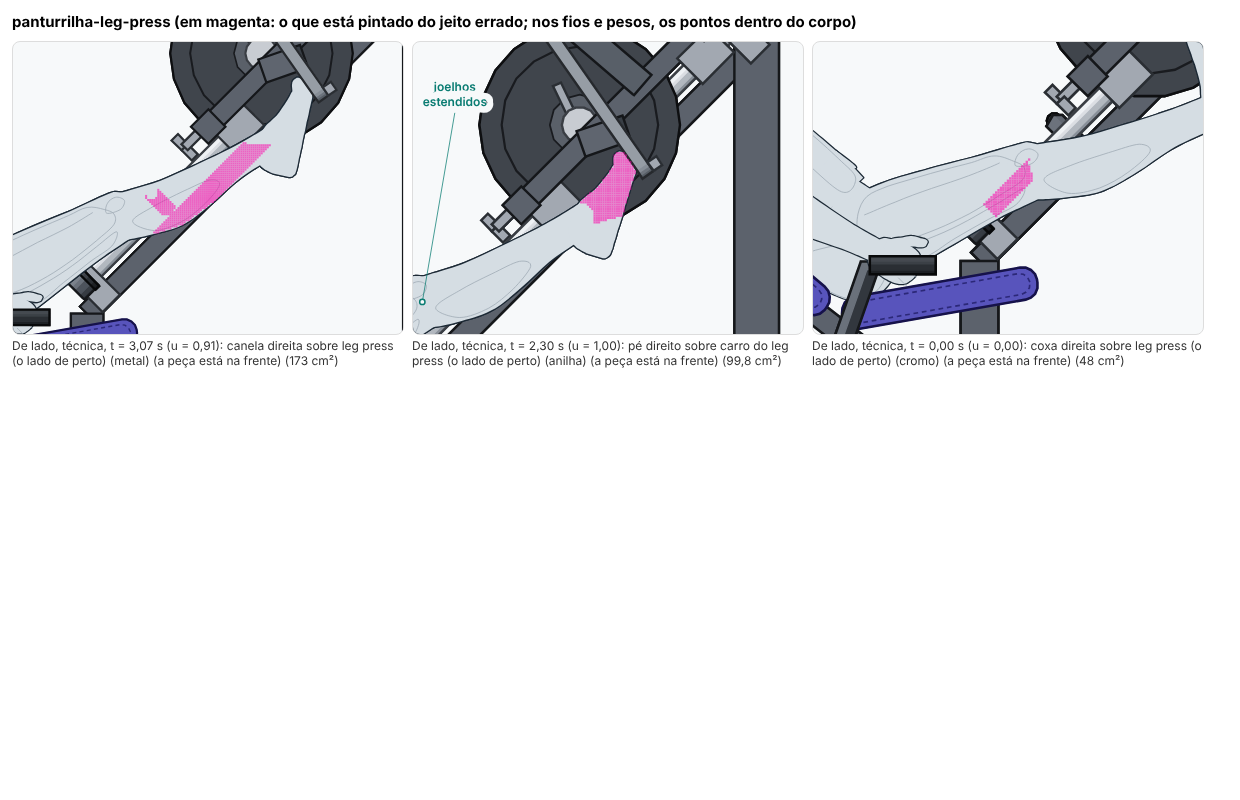 panturrilha-leg-press (em magenta: o que está pintado do jeito errado; nos fios e pesos, os pontos dentro do corpo)
joelhos
estendidos
De lado, técnica, t = 3,07 s (u = 0,91): canela direita sobre leg press
(o lado de perto) (metal) (a peça está na frente) (173 cm²)
De lado, técnica, t = 2,30 s (u = 1,00): pé direito sobre carro do leg
press (o lado de perto) (anilha) (a peça está na frente) (99,8 cm²)
De lado, técnica, t = 0,00 s (u = 0,00): coxa direita sobre leg press (o
lado de perto) (cromo) (a peça está na frente) (48 cm²)